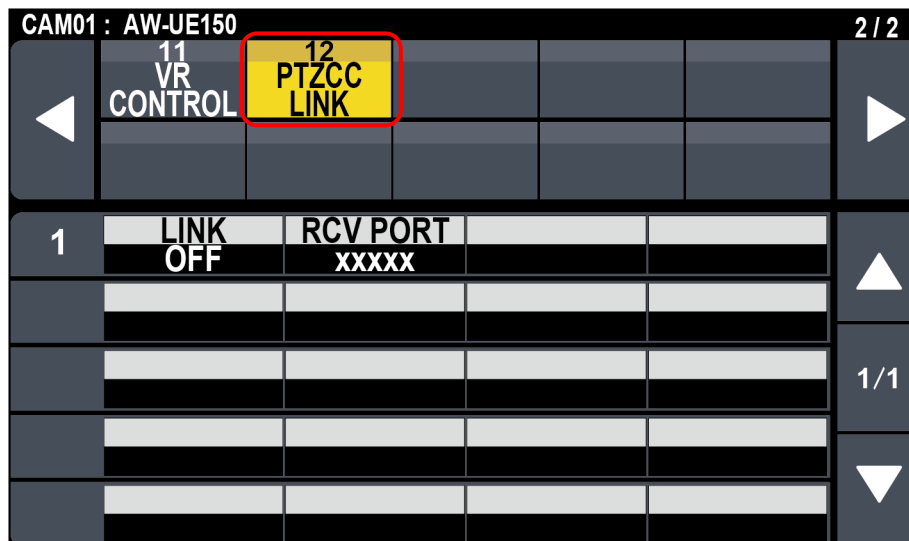 CAM01 : AW-UE150
2 / 2
11
VR
CONTROL
12
PTZCC
LINK
1
LINK
OFF
RCV PORT
XXXXX
1/1